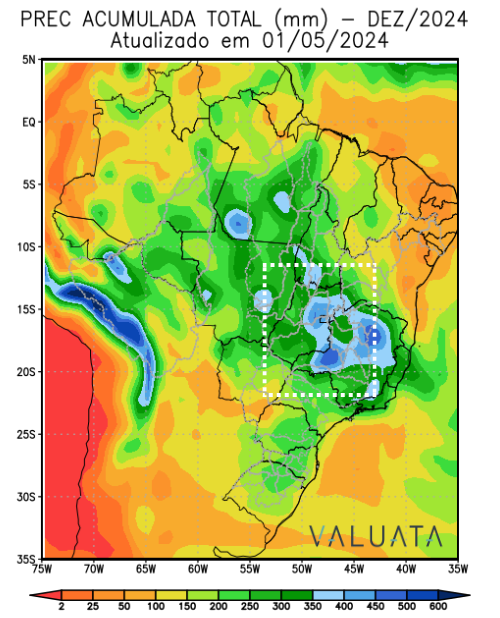 PREC ACUMULADA TOTAL (mm) – DEZ/2024
Atualizado em 01/05/2024
5N
EQ
5S
10S
15S
20S
25S
30S
35S
VALUATA
75W 70W 65W 60W 55W 50W 45W 40W 35W
2 25 50 100 150 200 250 300 350 400 450 500 600